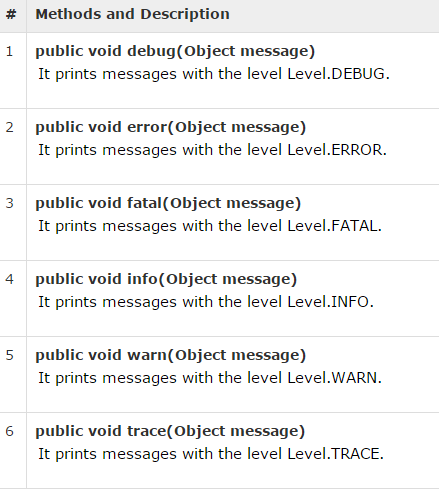 # Methods and Description
1 public void debug(Object message)
It prints messages with the level Level.DEBUG.
2 public void error(Object message)
It prints messages with the level Level.ERROR.
3 public void fatal(Object message)
It prints messages with the level Level.FATAL.
4 public void info(Object message)
It prints messages with the level Level.INFO.
5 public void warn(Object message)
It prints messages with the level Level.WARN.
6 public void trace(Object message)
It prints messages with the level Level.TRACE.